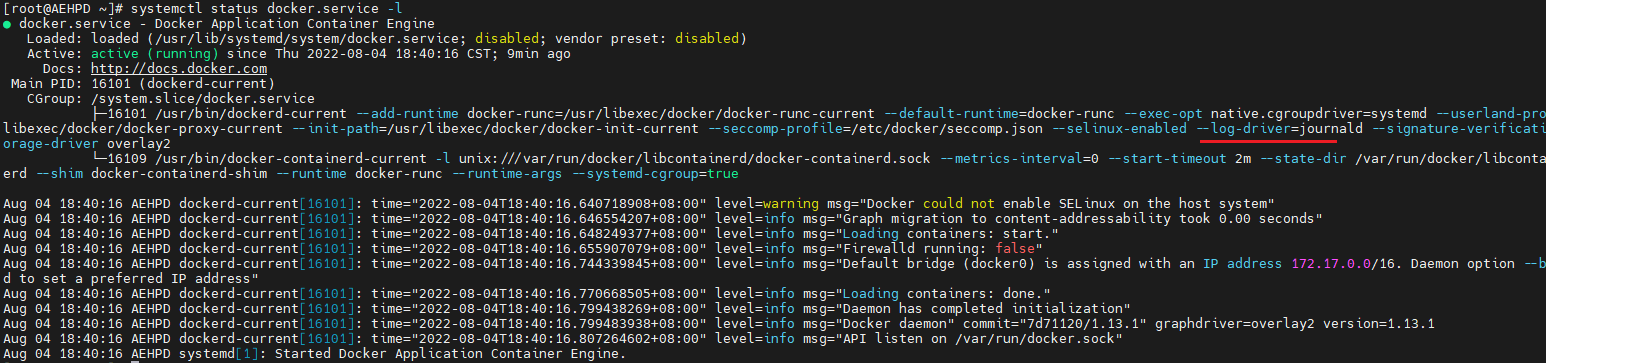 [root@AEHPD ~]# systemctl status docker.service -l
● docker.service - Docker Application Container Engine
Loaded: loaded (/usr/lib/systemd/system/docker.service; disabled; vendor preset: disabled)
Active: active (running) since Thu 2022-08-04 18:40:16 CST; 9min ago
Docs: http://docs.docker.com
Main PID: 16101 (dockerd-current)
CGroup: /system.slice/docker.service
├─16101 /usr/bin/dockerd-current --add-runtime docker-runc=/usr/libexec/docker/docker-runc-current --default-runtime=docker-runc --exec-opt native.cgroupdriver=systemd --userland-pro
libexec/docker/docker-proxy-current --init-path=/usr/libexec/docker/docker-init-current --seccomp-profile=/etc/docker/seccomp.json --selinux-enabled --log-driver=journald --signature-verificati
orage-driver overlay2
└─16109 /usr/bin/docker-containerd-current -l unix:///var/run/docker/libcontainerd/docker-containerd.sock --metrics-interval=0 --start-timeout 2m --state-dir /var/run/docker/libconta
erd --shim docker-containerd-shim --runtime docker-runc --runtime-args --systemd-cgroup=true
Aug 04 18:40:16 AEHPD dockerd-current[16101]: time="2022-08-04T18:40:16.640718908+08:00" level=warning msg="Docker could not enable SELinux on the host system"
Aug 04 18:40:16 AEHPD dockerd-current[16101]: time="2022-08-04T18:40:16.646554207+08:00" level=info msg="Graph migration to content-addressability took 0.00 seconds"
Aug 04 18:40:16 AEHPD dockerd-current[16101]: time="2022-08-04T18:40:16.648249377+08:00" level=info msg="Loading containers: start."
Aug 04 18:40:16 AEHPD dockerd-current[16101]: time="2022-08-04T18:40:16.655907079+08:00" level=info msg="Firewalld running: false"
Aug 04 18:40:16 AEHPD dockerd-current[16101]: time="2022-08-04T18:40:16.744339845+08:00" level=info msg="Default bridge (docker0) is assigned with an IP address 172.17.0.0/16. Daemon option --b
d to set a preferred IP address"
Aug 04 18:40:16 AEHPD dockerd-current[16101]: time="2022-08-04T18:40:16.770668505+08:00" level=info msg="Loading containers: done."
Aug 04 18:40:16 AEHPD dockerd-current[16101]: time="2022-08-04T18:40:16.799438269+08:00" level=info msg="Daemon has completed initialization"
Aug 04 18:40:16 AEHPD dockerd-current[16101]: time="2022-08-04T18:40:16.799483938+08:00" level=info msg="Docker daemon" commit="7d71120/1.13.1" graphdriver=overlay2 version=1.13.1
Aug 04 18:40:16 AEHPD dockerd-current[16101]: time="2022-08-04T18:40:16.807264602+08:00" level=info msg="API listen on /var/run/docker.sock"
Aug 04 18:40:16 AEHPD systemd[1]: Started Docker Application Container Engine.